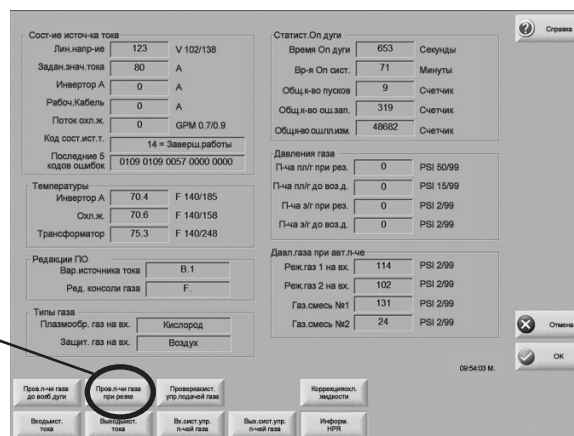 Сост-ие источ-ка тока
Лин.напр-ие 123 V 102/138
Задан.знач.тока 80 A
Инвертор А 0 A
Рабоч.Кабель 0 A
Поток охл.ж. 0 GPM 0.7/0.9
Код сост.ист.т. 14 = Заверш.работы
Последние 5 кодов ошибок 0109 0109 0057 0000 0000
Температуры
Инвертор А 70.4 F 140/185
Охл.ж. 70.6 F 140/158
Трансформатор 75.3 F 140/248
Редакции ПО
Вар.источника тока B.1
Ред. консоли газа F.
Типы газа
Плазмообр. газ на вх. Кислород
Защит. газ на вх. Воздух
Статист.Оп дуги
Время Оп дуги 653 Секунды
Вр-я Оп сист. 71 Минуты
Общ.к-во пусков 9 Счетчик
Общ.к-во ош.зап. 319 Счетчик
Общ.к-во ош.пл.изм. 48682 Счетчик
Давления газа
П-ча пл/г при рез. 0 PSI 50/99
П-ча пл/г до воз.д. 0 PSI 15/99
П-ча з/г при рез. 0 PSI 2/99
П-ча з/г до воз.д. 0 PSI 2/99
Давл.газа при авт.п-че
Реж.газ 1 на вх. 114 PSI 2/99
Реж.газ 2 на вх. 102 PSI 2/99
Газ.смесь №1 131 PSI 2/99
Газ.смесь №2 24 PSI 2/99
Справка
Отмена
OK
09:54:03 М.
Пров.п-чи газа до возб.дуги
Пров.п-чи газа при резке
Проверкасист. упр.подачей газа
Коррекцияохл. жидкости
Входыист. тока
Выходыист. тока
Вх.сист.упр. п-чей газа
Вых.сист.упр. п-чей газа
Информ. HPR